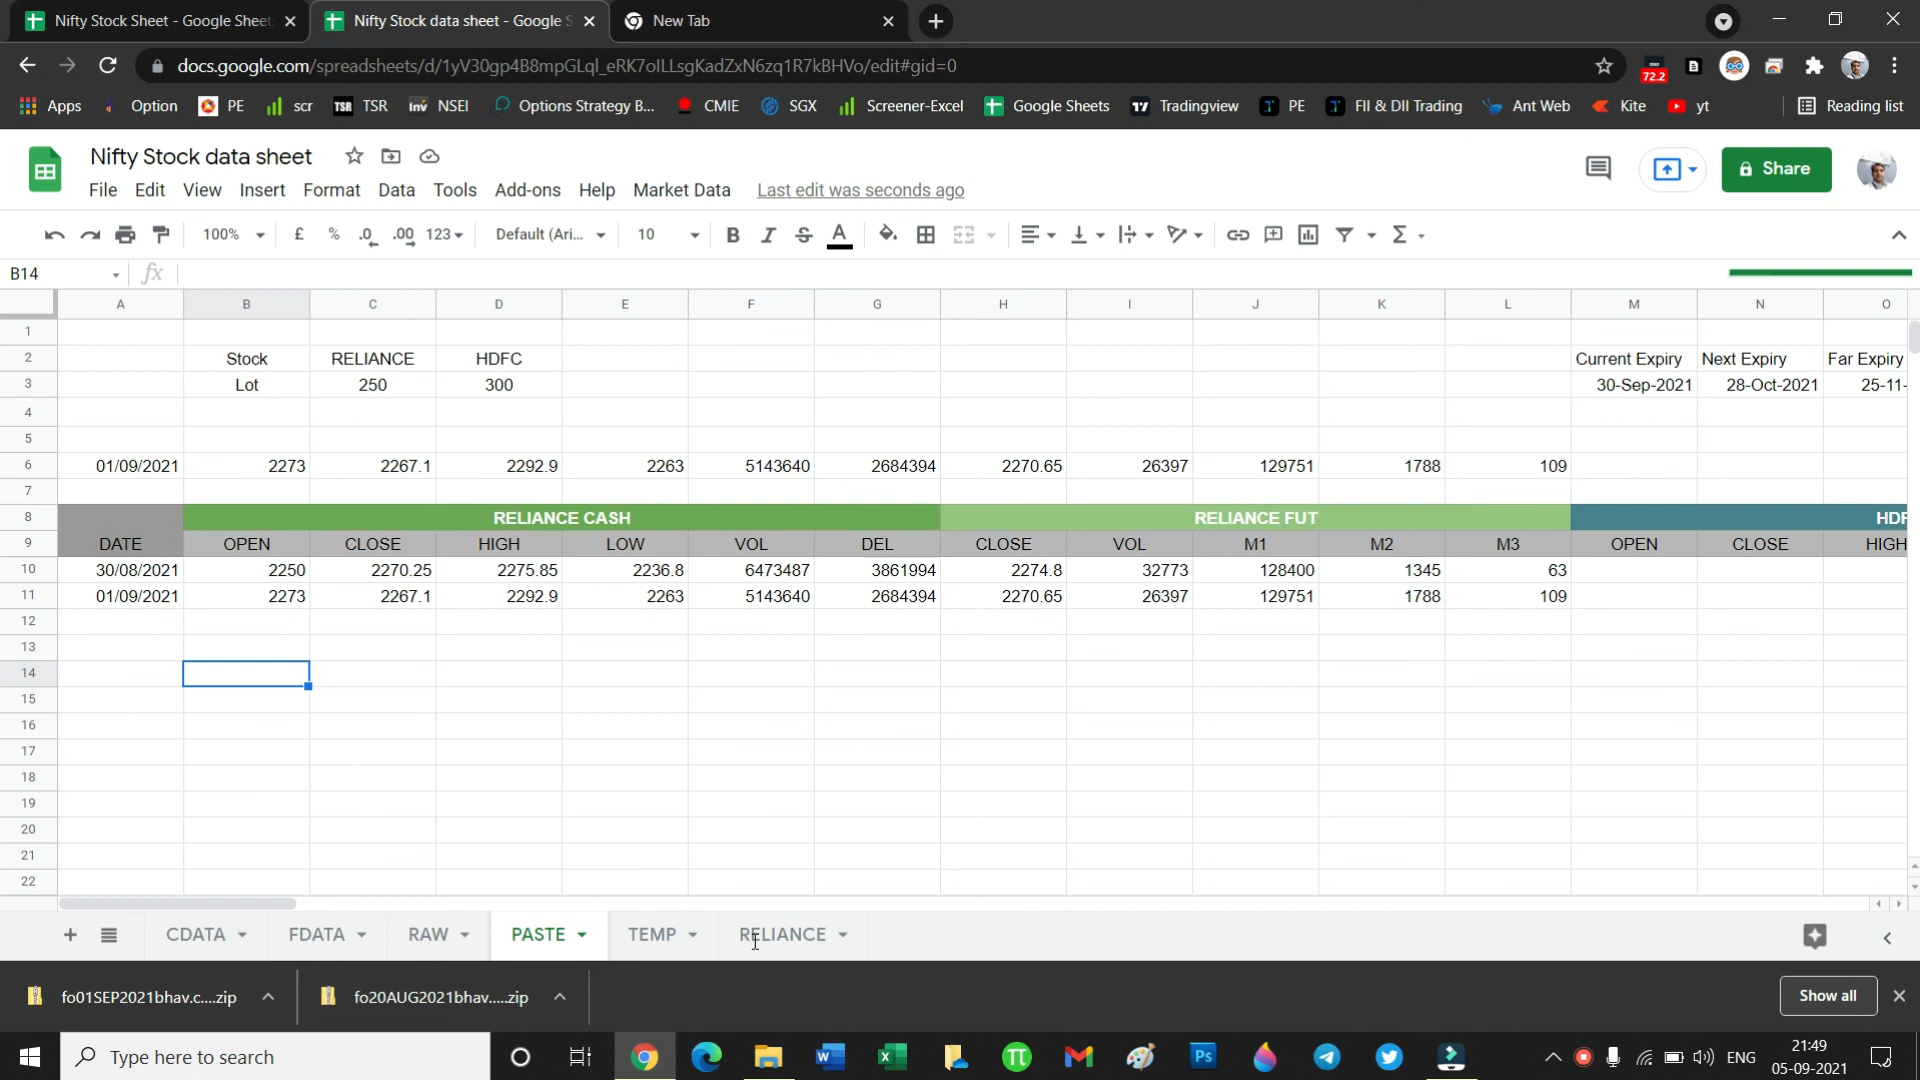 Nifty Stock Sheet - Google Sheet
Nifty Stock data sheet - Google S
New Tab
docs.google.com/spreadsheets/d/1yV30gp4B8mpGLql_eRK7oILLsgKadZxN6zq1R7kBHVo/edit#gid=0
72.2
Apps Option PE scr TSR TSR Inv NSEI Options Strategy B... CMIE SGX Screener-Excel Google Sheets Tradingview PE FII & DII Trading Ant Web Kite yt Reading list
Nifty Stock data sheet
Share
File Edit View Insert Format Data Tools Add-ons Help Market Data Last edit was seconds ago
100% £ % .0 .00 123 Default (Ari... 10 B I S A Σ
B14 fx
A B C D E F G H I J K L M N O
1
2 Stock RELIANCE HDFC Current Expiry Next Expiry Far Expiry
3 Lot 250 300 30-Sep-2021 28-Oct-2021 25-11-
4
5
6 01/09/2021 2273 2267.1 2292.9 2263 5143640 2684394 2270.65 26397 129751 1788 109
7
8 RELIANCE CASH RELIANCE FUT HDF
9 DATE OPEN CLOSE HIGH LOW VOL DEL CLOSE VOL M1 M2 M3 OPEN CLOSE HIGH
10 30/08/2021 2250 2270.25 2275.85 2236.8 6473487 3861994 2274.8 32773 128400 1345 63
11 01/09/2021 2273 2267.1 2292.9 2263 5143640 2684394 2270.65 26397 129751 1788 109
12
13
14
15
16
17
18
19
20
21
22
CDATA FDATA RAW PASTE TEMP RELIANCE
fo01SEP2021bhav.c....zip fo20AUG2021bhav.....zip Show all
Type here to search
ENG
21:49
05-09-2021